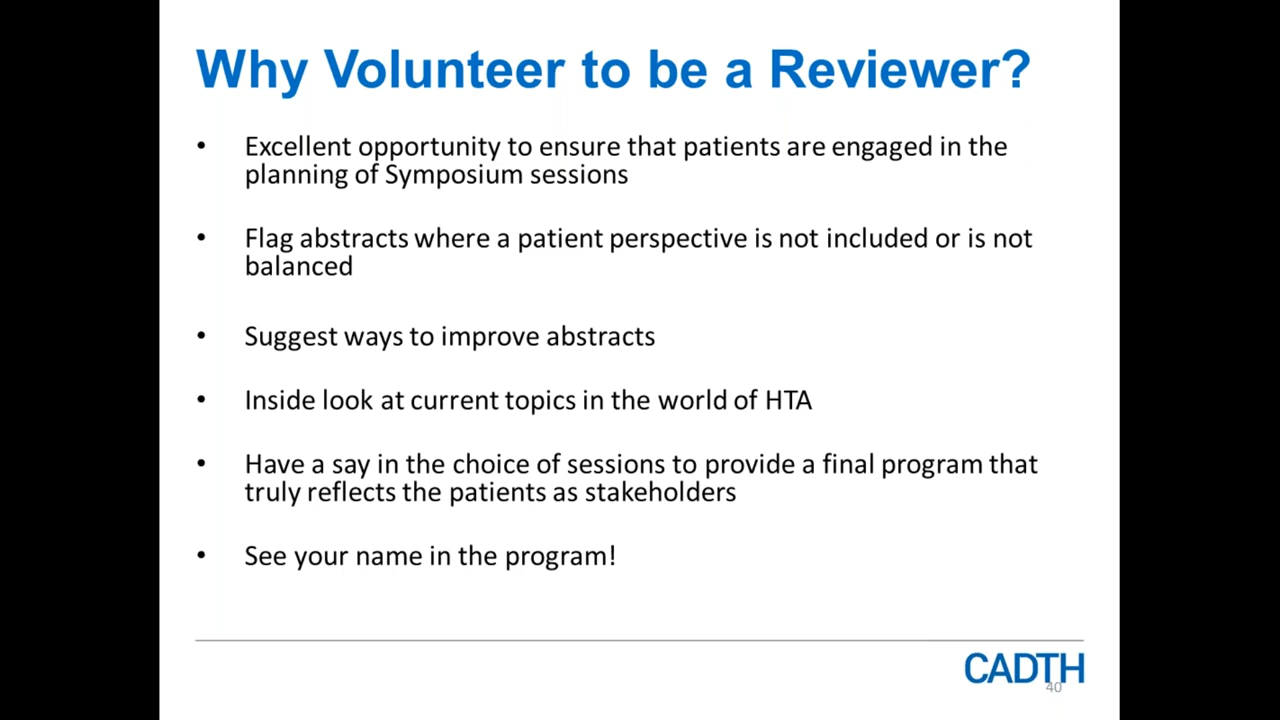 Why Volunteer to be a Reviewer?
• Excellent opportunity to ensure that patients are engaged in the
planning of Symposium sessions
• Flag abstracts where a patient perspective is not included or is not
balanced
• Suggest ways to improve abstracts
• Inside look at current topics in the world of HTA
• Have a say in the choice of sessions to provide a final program that
truly reflects the patients as stakeholders
• See your name in the program!
CADTH
40